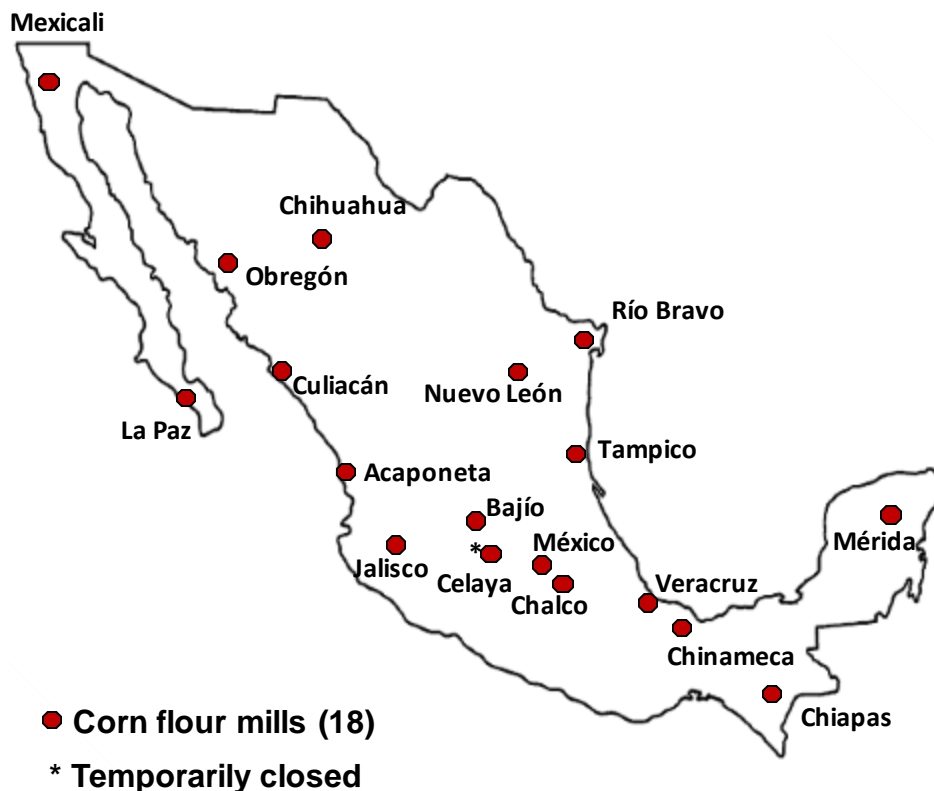 Mexicali
Chihuahua
Obregón
Río Bravo
Culiacán
Nuevo León
La Paz
Tampico
Acaponeta
Bajío
México
Mérida
Jalisco
*
Celaya
Chalco
Veracruz
Chinameca
Chiapas
Corn flour mills (18)
* Temporarily closed